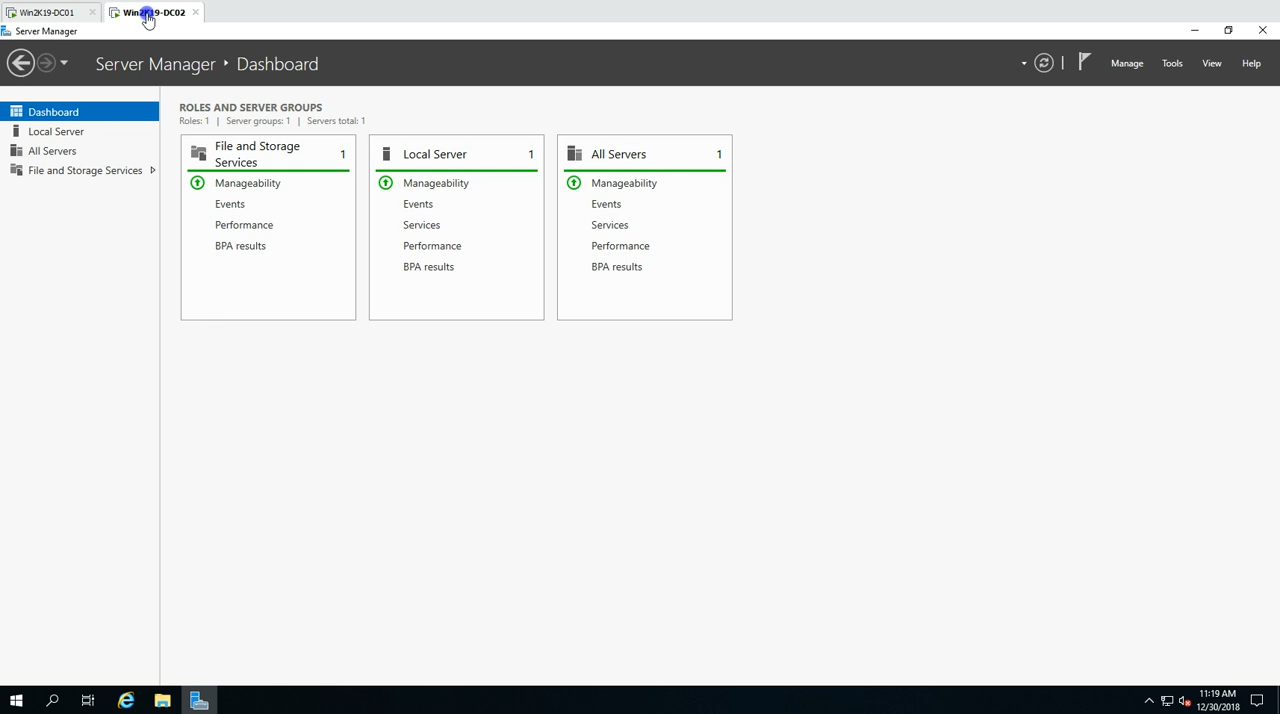 Win2K19-DC01
Win2K19-DC02
Server Manager
Server Manager ‣ Dashboard
Manage
Tools
View
Help
Dashboard
Local Server
All Servers
File and Storage Services
ROLES AND SERVER GROUPS
Roles: 1 | Server groups: 1 | Servers total: 1
File and Storage
Services
1
Manageability
Events
Performance
BPA results
Local Server
1
Manageability
Events
Services
Performance
BPA results
All Servers
1
Manageability
Events
Services
Performance
BPA results
11:19 AM
12/30/2018